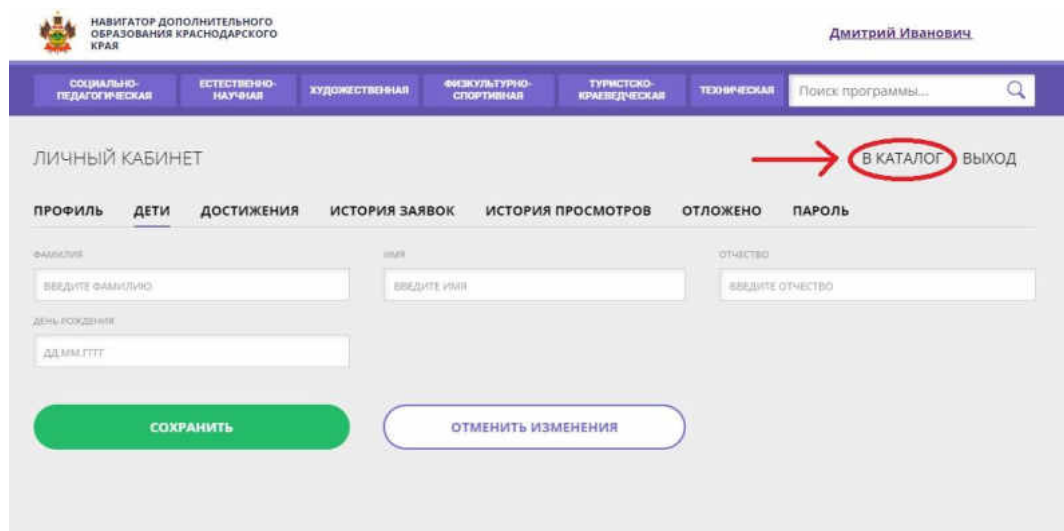 НАВИГАТОР ДОПОЛНИТЕЛЬНОГО
ОБРАЗОВАНИЯ КРАСНОДАРСКОГО
КРАЯ
Дмитрий Иванович
СОЦИАЛЬНО-
ПЕДАГОГИЧЕСКАЯ
ЕСТЕСТВЕННО-
НАУЧНАЯ
ХУДОЖЕСТВЕННАЯ
ФИЗКУЛЬТУРНО-
СПОРТИВНАЯ
ТУРИСТСКО-
КРАЕВЕДЧЕСКАЯ
ТЕХНИЧЕСКАЯ
Поиск программы...
ЛИЧНЫЙ КАБИНЕТ
В КАТАЛОГ ВЫХОД
ПРОФИЛЬ ДЕТИ ДОСТИЖЕНИЯ ИСТОРИЯ ЗАЯВОК ИСТОРИЯ ПРОСМОТРОВ ОТЛОЖЕНО ПАРОЛЬ
ФАМИЛИЯ ИМЯ ОТЧЕСТВО
ВВЕДИТЕ ФАМИЛИЮ ВВЕДИТЕ ИМЯ ВВЕДИТЕ ОТЧЕСТВО
ДЕНЬ РОЖДЕНИЯ
ДД.ММ.ГГГГ
СОХРАНИТЬ ОТМЕНИТЬ ИЗМЕНЕНИЯ